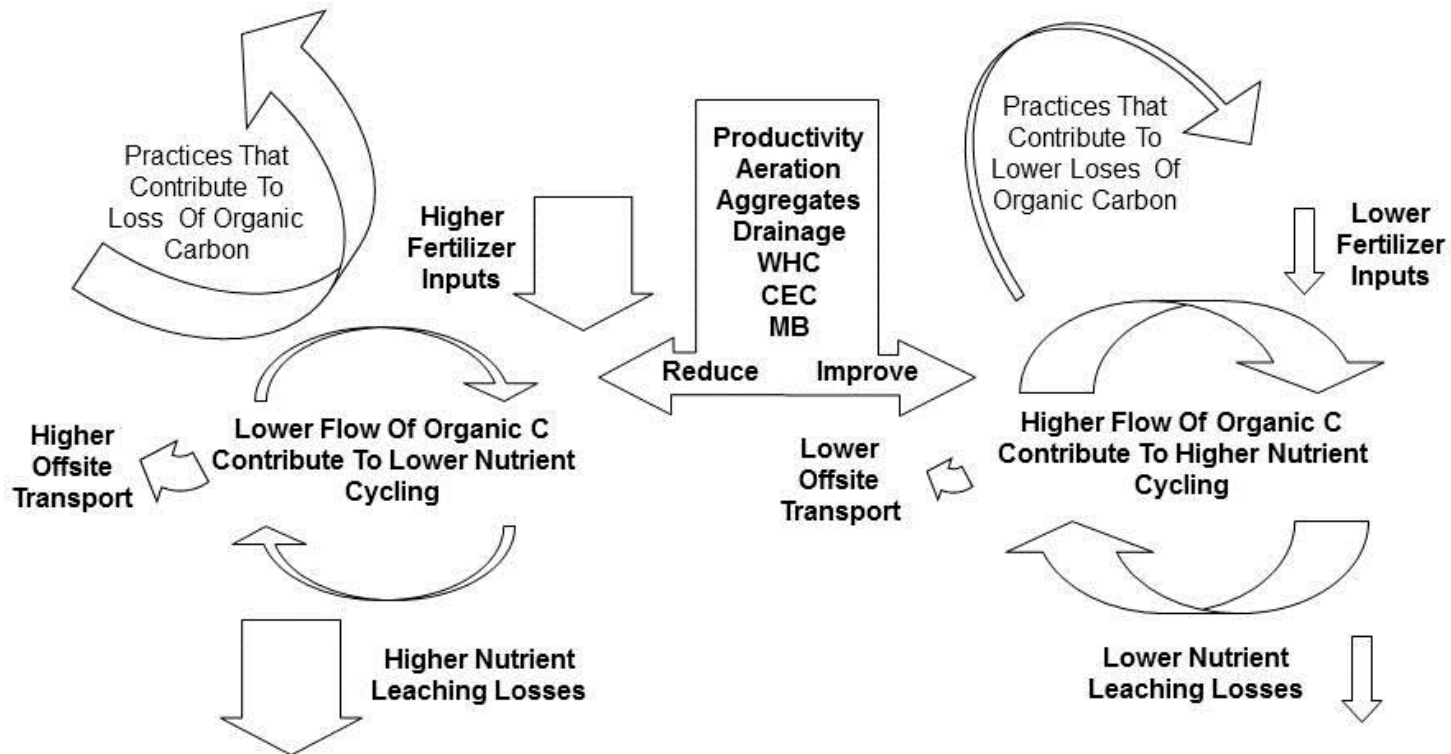 Practices That
Contribute To
Loss Of Organic
Carbon
Higher
Fertilizer
Inputs
Productivity
Aeration
Aggregates
Drainage
WHC
CEC
MB
Reduce Improve
Practices That
Contribute To
Lower Loses Of
Organic Carbon
Lower
Fertilizer
Inputs
Higher
Offsite
Transport
Lower Flow Of Organic C
Contribute To Lower Nutrient
Cycling
Lower
Offsite
Transport
Higher Flow Of Organic C
Contribute To Higher Nutrient
Cycling
Higher Nutrient
Leaching Losses
Lower Nutrient
Leaching Losses